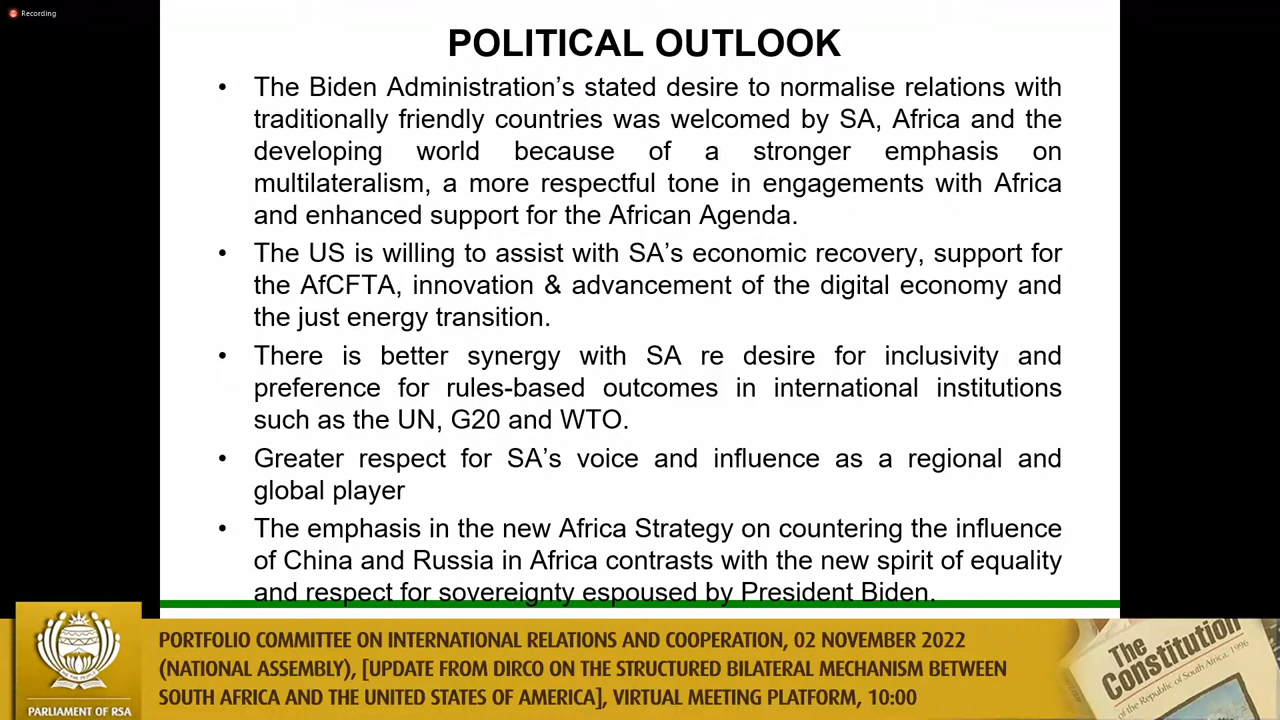 Recording
POLITICAL OUTLOOK
• The Biden Administration's stated desire to normalise relations with
traditionally friendly countries was welcomed by SA, Africa and the
developing world because of a stronger emphasis on
multilateralism, a more respectful tone in engagements with Africa
and enhanced support for the African Agenda.
• The US is willing to assist with SA's economic recovery, support for
the AfCFTA, innovation & advancement of the digital economy and
the just energy transition.
• There is better synergy with SA re desire for inclusivity and
preference for rules-based outcomes in international institutions
such as the UN, G20 and WTO.
• Greater respect for SA's voice and influence as a regional and
global player
• The emphasis in the new Africa Strategy on countering the influence
of China and Russia in Africa contrasts with the new spirit of equality
and respect for sovereignty espoused by President Biden.
PORTFOLIO COMMITTEE ON INTERNATIONAL RELATIONS AND COOPERATION, 02 NOVEMBER 2022
(NATIONAL ASSEMBLY), [UPDATE FROM DIRCO ON THE STRUCTURED BILATERAL MECHANISM BETWEEN
SOUTH AFRICA AND THE UNITED STATES OF AMERICA], VIRTUAL MEETING PLATFORM, 10:00
PARLIAMENT OF RSA
The
Constitution
of the Republic of South Africa, 1996